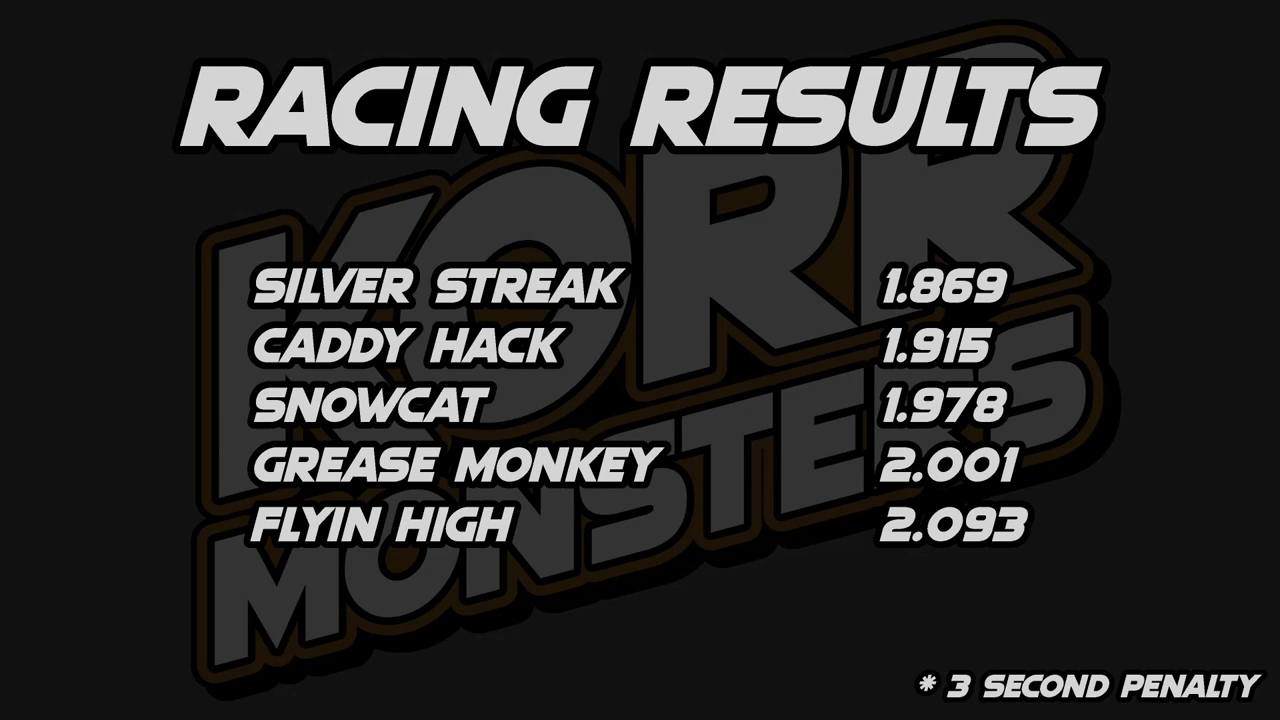 RACING RESULTS
KORK
MONSTERS
SILVER STREAK 1.869
CADDY HACK 1.915
SNOWCAT 1.978
GREASE MONKEY 2.001
FLYIN HIGH 2.093
* 3 SECOND PENALTY